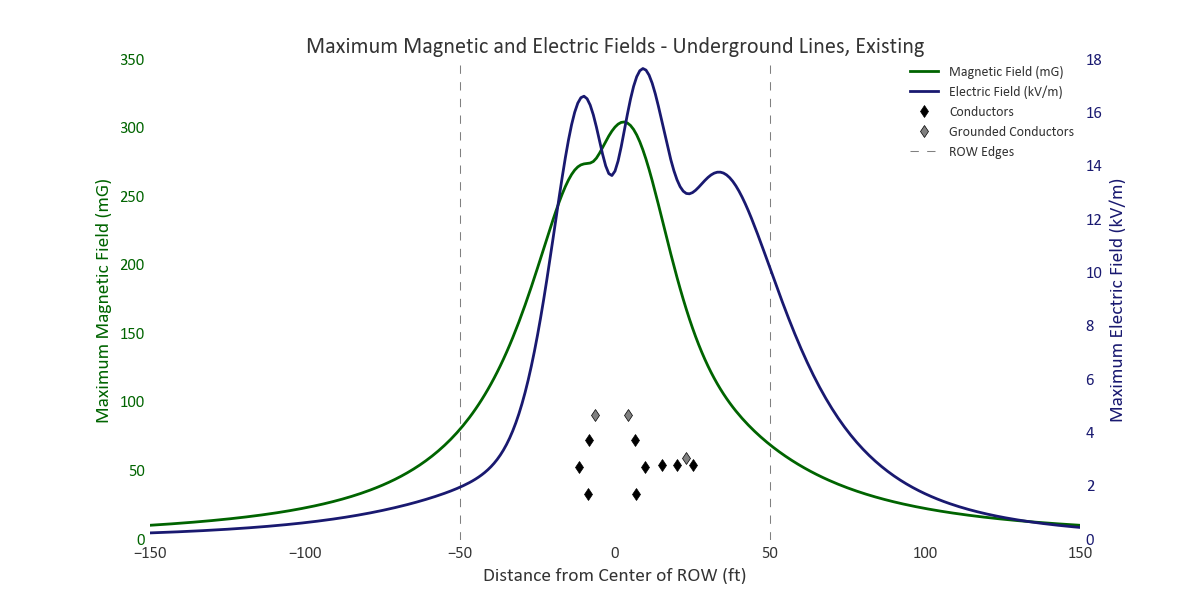 Maximum Magnetic and Electric Fields - Underground Lines, Existing
Magnetic Field (mG)
Electric Field (kV/m)
Conductors
Grounded Conductors
ROW Edges
Maximum Magnetic Field (mG)
350
300
250
200
150
100
50
0
18
16
14
12
10
8
6
4
2
0
Maximum Electric Field (kV/m)
−150 −100 −50 0 50 100 150
Distance from Center of ROW (ft)